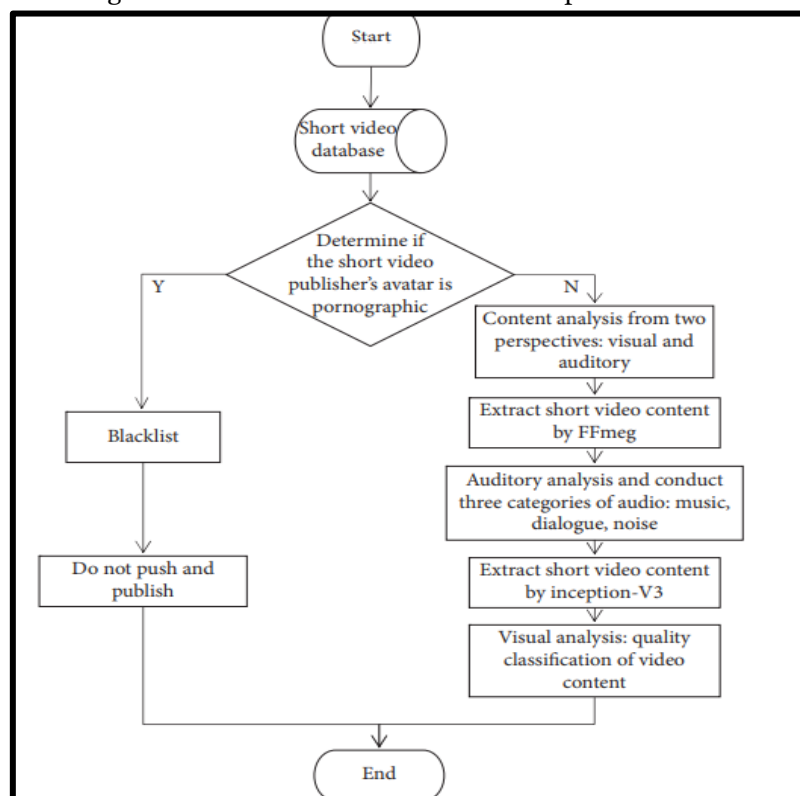 Start
Short video
database
Determine if
the short video
publisher's avatar is
pornographic
Y
N
Blacklist
Do not push and
publish
Content analysis from two
perspectives: visual and
auditory
Extract short video content
by FFmeg
Auditory analysis and conduct
three categories of audio: music,
dialogue, noise
Extract short video content
by inception-V3
Visual analysis: quality
classification of video
content
End